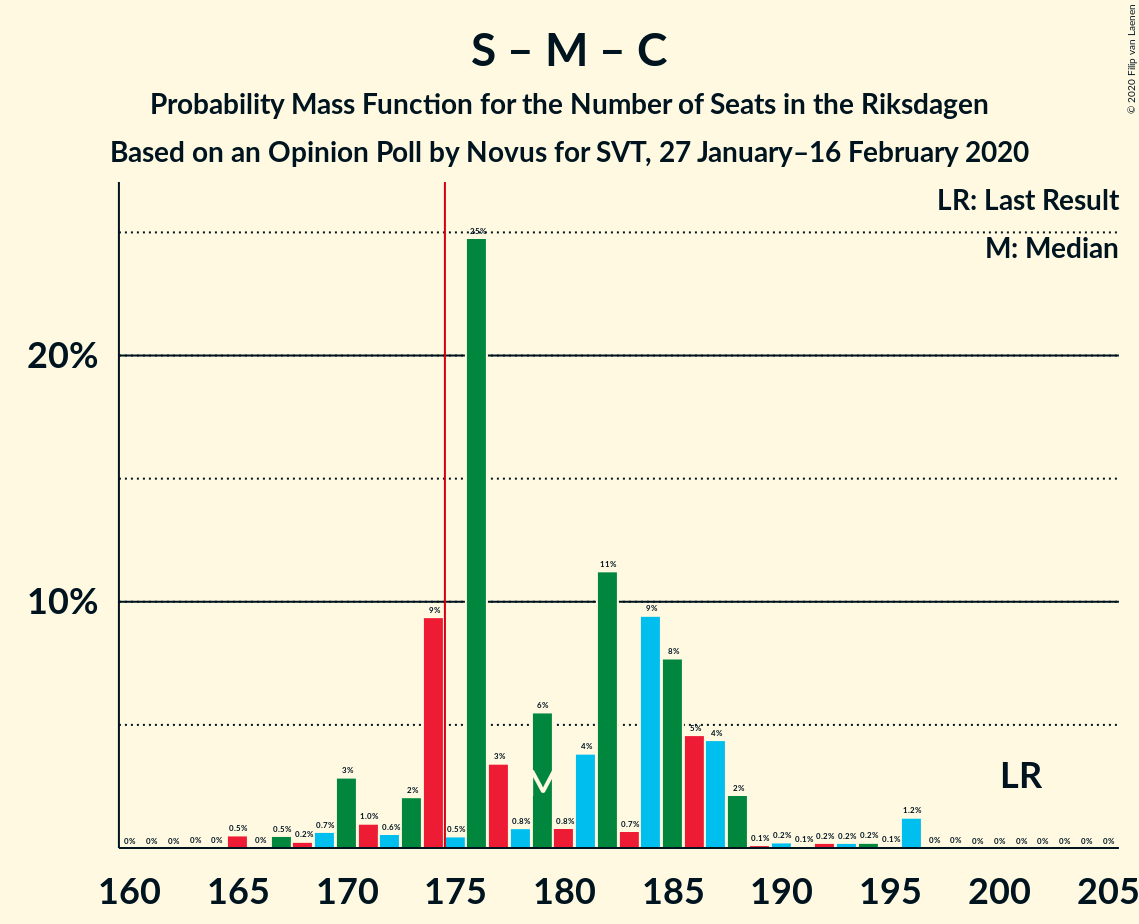 © 2020 Filip van Laenen
S – M – C
Probability Mass Function for the Number of Seats in the Riksdagen
Based on an Opinion Poll by Novus for SVT, 27 January–16 February 2020
LR: Last Result
M: Median
20%
10%
0% 0% 0% 0% 0% 0.5% 0% 0.5% 0.2% 0.7% 3% 1.0% 0.6% 2% 9% 0.5% 25% 3% 0.8% 6% 0.8% 4% 11% 0.7% 9% 8% 5% 4% 2% 0.1% 0.2% 0.1% 0.2% 0.2% 0.2% 0.1% 1.2% 0% 0% 0% 0% 0% 0% 0% 0% 0%
M
LR
160 165 170 175 180 185 190 195 200 205